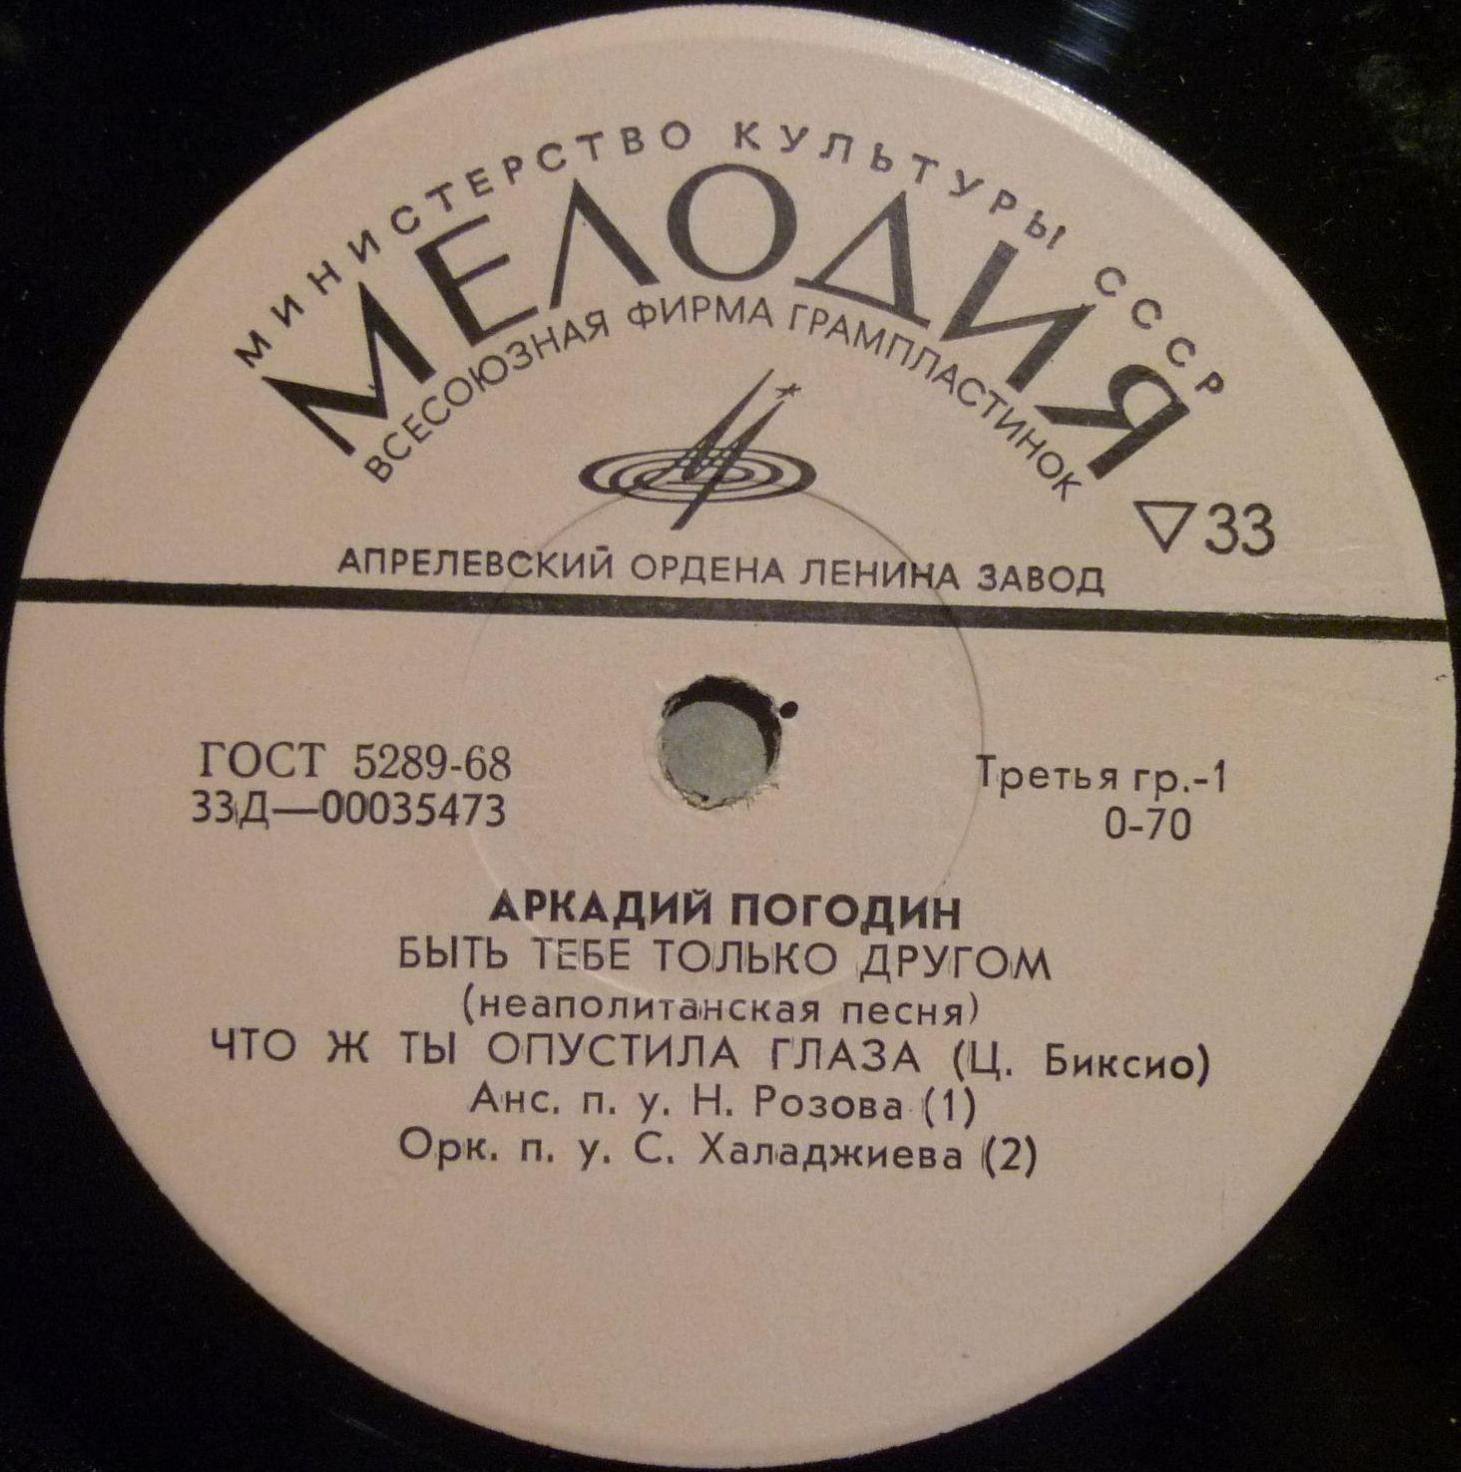 МИНИСТЕРСТВО КУЛЬТУРЫ СССР
МЕЛОДИЯ
ВСЕСОЮЗНАЯ ФИРМА ГРАМПЛАСТИНОК
33
АПРЕЛЕВСКИЙ ОРДЕНА ЛЕНИНА ЗАВОД
ГОСТ 5289-68
33Д—00035473
Третья гр.-1
0-70
АРКАДИЙ ПОГОДИН
БЫТЬ ТЕБЕ ТОЛЬКО ДРУГОМ
(неаполитанская песня)
ЧТО Ж ТЫ ОПУСТИЛА ГЛАЗА (Ц. Биксио)
Анс. п. у. Н. Розова (1)
Орк. п. у. С. Халаджиева (2)